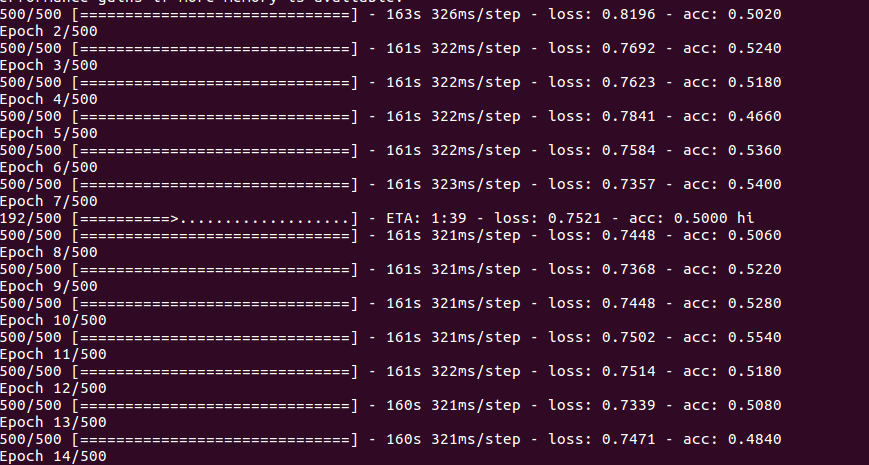 erformance gains if more memory is available.
500/500 [==============================] - 163s 326ms/step - loss: 0.8196 - acc: 0.5020
Epoch 2/500
500/500 [==============================] - 161s 322ms/step - loss: 0.7692 - acc: 0.5240
Epoch 3/500
500/500 [==============================] - 161s 322ms/step - loss: 0.7623 - acc: 0.5180
Epoch 4/500
500/500 [==============================] - 161s 322ms/step - loss: 0.7841 - acc: 0.4660
Epoch 5/500
500/500 [==============================] - 161s 322ms/step - loss: 0.7584 - acc: 0.5360
Epoch 6/500
500/500 [==============================] - 161s 323ms/step - loss: 0.7357 - acc: 0.5400
Epoch 7/500
192/500 [==========>...................] - ETA: 1:39 - loss: 0.7521 - acc: 0.5000 hi
500/500 [==============================] - 161s 321ms/step - loss: 0.7448 - acc: 0.5060
Epoch 8/500
500/500 [==============================] - 161s 321ms/step - loss: 0.7368 - acc: 0.5220
Epoch 9/500
500/500 [==============================] - 161s 321ms/step - loss: 0.7448 - acc: 0.5280
Epoch 10/500
500/500 [==============================] - 161s 321ms/step - loss: 0.7502 - acc: 0.5540
Epoch 11/500
500/500 [==============================] - 161s 322ms/step - loss: 0.7514 - acc: 0.5180
Epoch 12/500
500/500 [==============================] - 160s 321ms/step - loss: 0.7339 - acc: 0.5080
Epoch 13/500
500/500 [==============================] - 160s 321ms/step - loss: 0.7471 - acc: 0.4840
Epoch 14/500